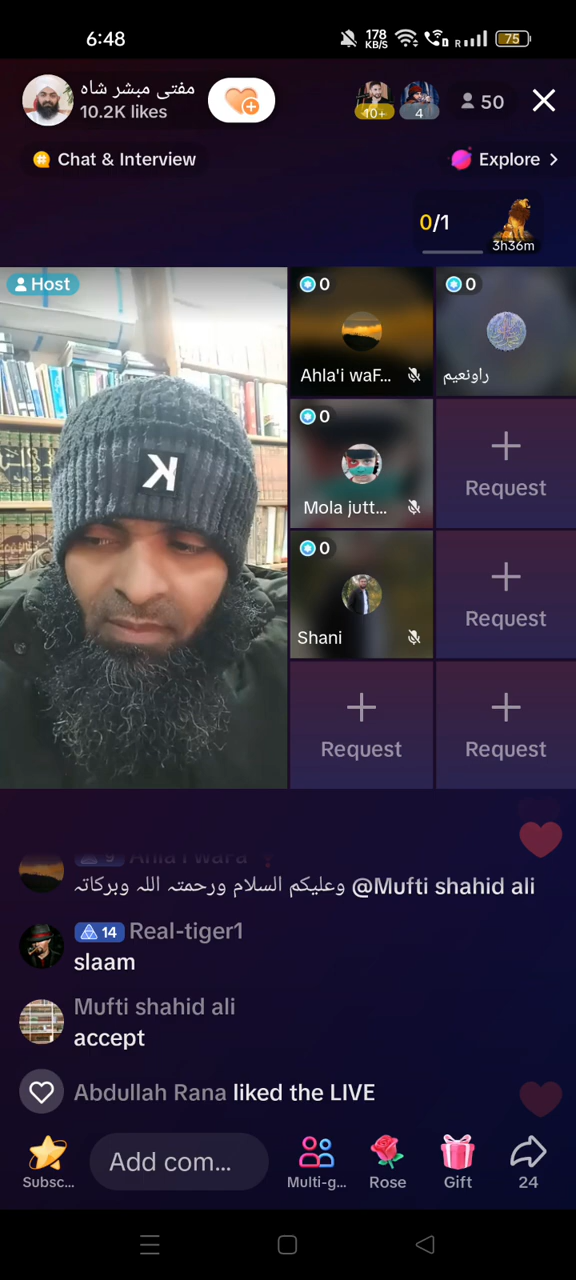 6:48
178
KB/S
R
75
مفتی مبشر شاہ
10.2K likes
10+
4
50
Chat & Interview
Explore
0/1
3h36m
Host
0
Ahla'i waF...
0
راونعیم
0
Mola jutt...
Request
0
Shani
Request
Request
Request
K
9 Ahla'i waFa
وعلیکم السلام ورحمتہ اللہ وبرکاتہ @Mufti shahid ali
14 Real-tiger1
slaam
Mufti shahid ali
accept
Abdullah Rana liked the LIVE
Subsc...
Add com...
Multi-g...
Rose
Gift
24